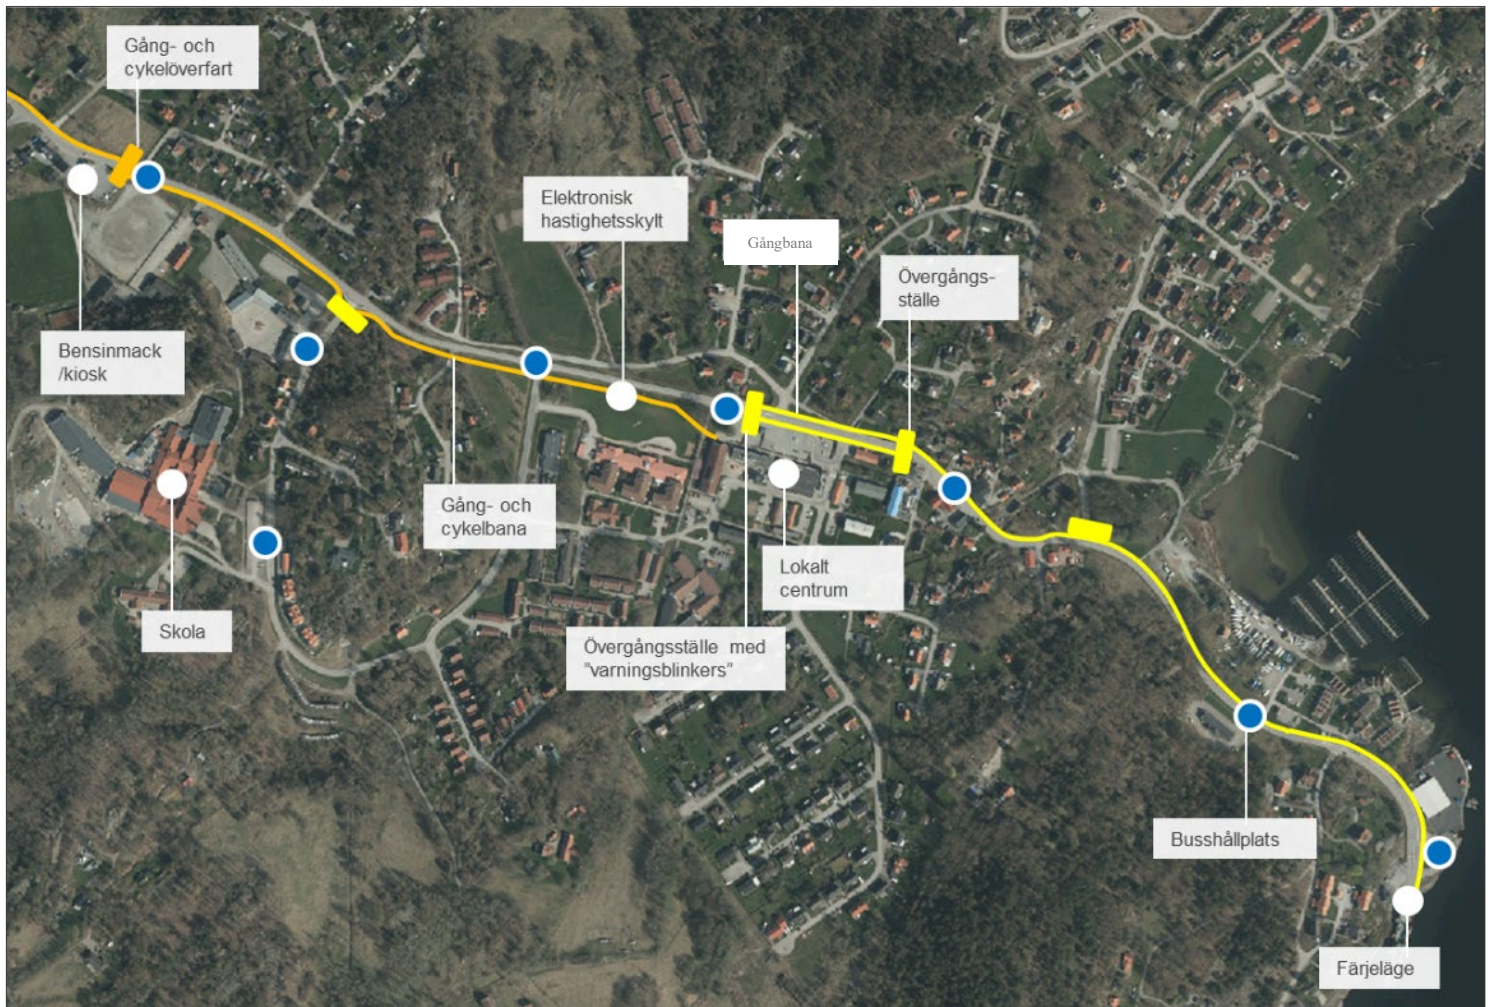 Gång- och
cykelöverfart
Elektronisk
hastighetsskylt
Gångbana
Övergångs-
ställe
Bensinmack
/kiosk
Gång- och
cykelbana
Lokalt
centrum
Skola
Övergångsställe med
"varningsblinkers"
Busshållplats
Färjeläge